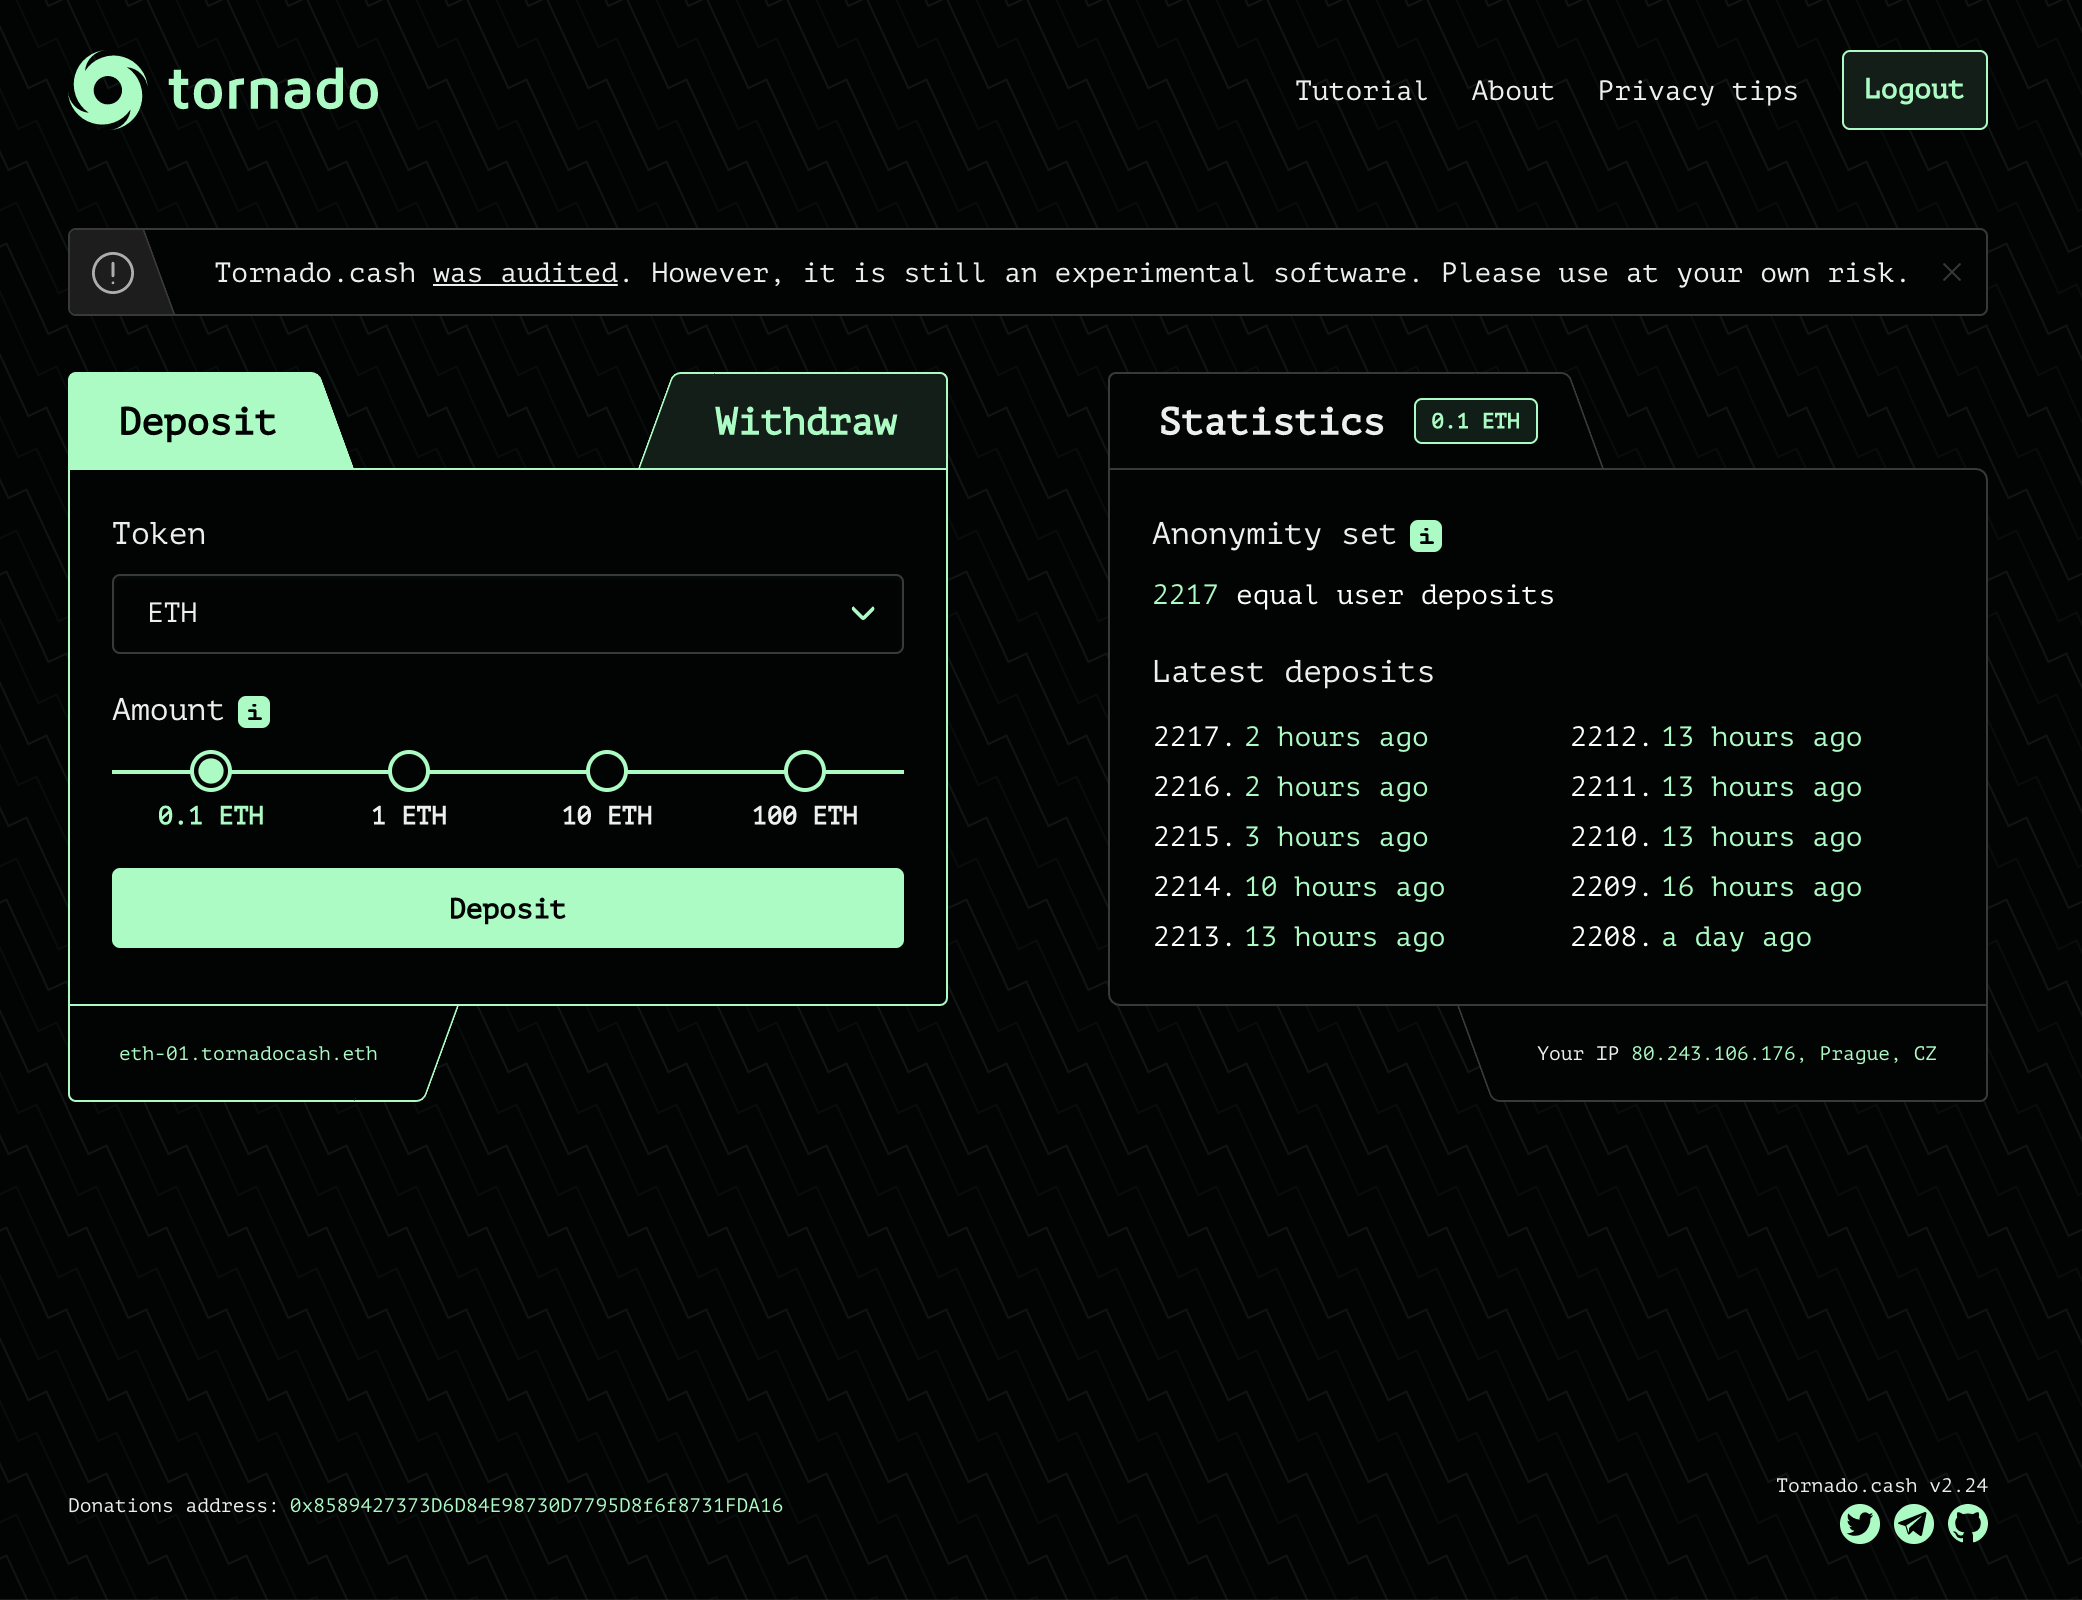 tornado
Tutorial About Privacy tips Logout
Tornado.cash was audited. However, it is still an experimental software. Please use at your own risk.
Deposit Withdraw
Token
ETH
Amount i
0.1 ETH 1 ETH 10 ETH 100 ETH
Deposit
eth-01.tornadocash.eth
Statistics 0.1 ETH
Anonymity set i
2217 equal user deposits
Latest deposits
2217. 2 hours ago 2212. 13 hours ago
2216. 2 hours ago 2211. 13 hours ago
2215. 3 hours ago 2210. 13 hours ago
2214. 10 hours ago 2209. 16 hours ago
2213. 13 hours ago 2208. a day ago
Your IP 80.243.106.176, Prague, CZ
Donations address: 0x8589427373D6D84E98730D7795D8f6f8731FDA16
Tornado.cash v2.24